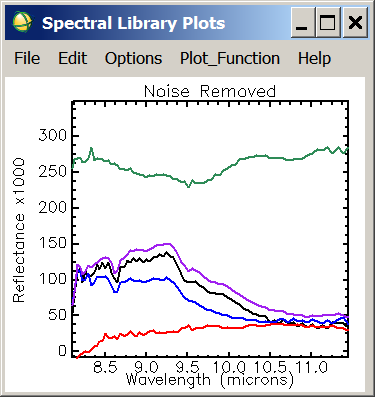 Spectral Library Plots
File Edit Options Plot_Function Help
Noise Removed
300
250
200
150
100
50
0
Reflectance x1000
8.5 9.0 9.5 10.0 10.5 11.0
Wavelength (microns)